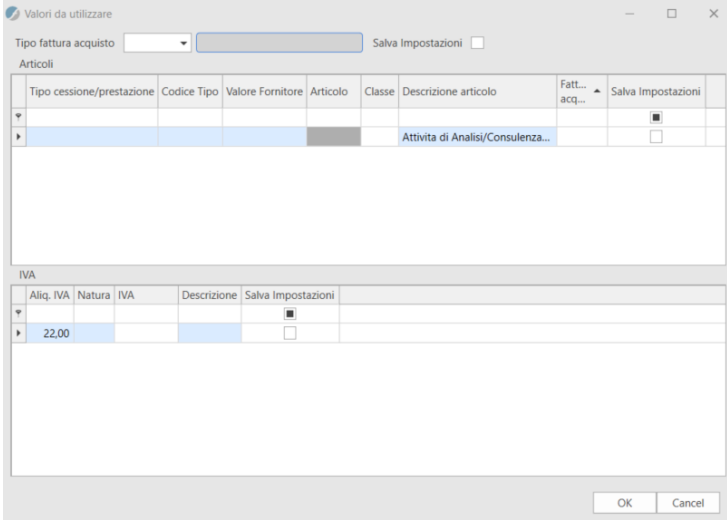 Valori da utilizzare
Tipo fattura acquisto
Salva Impostazioni
Articoli
Tipo cessione/prestazione Codice Tipo Valore Fornitore Articolo Classe Descrizione articolo Fatt... acq... Salva Impostazioni
Attivita di Analisi/Consulenza...
IVA
Aliq. IVA Natura IVA Descrizione Salva Impostazioni
22,00
OK Cancel